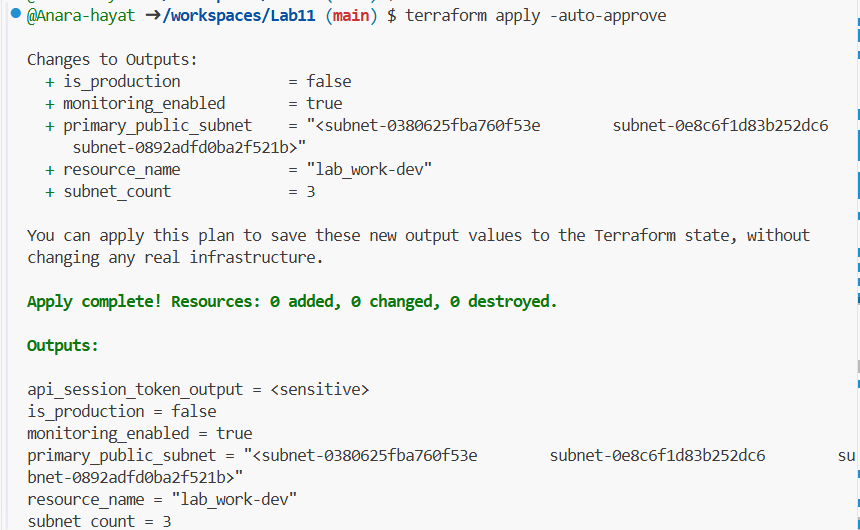 @Anara-hayat ➜/workspaces/Lab11 (main) $ terraform apply -auto-approve
Changes to Outputs:
+ is_production = false
+ monitoring_enabled = true
+ primary_public_subnet = "<subnet-0380625fba760f53e subnet-0e8c6f1d83b252dc6
subnet-0892adfd0ba2f521b>"
+ resource_name = "lab_work-dev"
+ subnet_count = 3
You can apply this plan to save these new output values to the Terraform state, without
changing any real infrastructure.
Apply complete! Resources: 0 added, 0 changed, 0 destroyed.
Outputs:
api_session_token_output = <sensitive>
is_production = false
monitoring_enabled = true
primary_public_subnet = "<subnet-0380625fba760f53e subnet-0e8c6f1d83b252dc6 su
bnet-0892adfd0ba2f521b>"
resource_name = "lab_work-dev"
subnet_count = 3